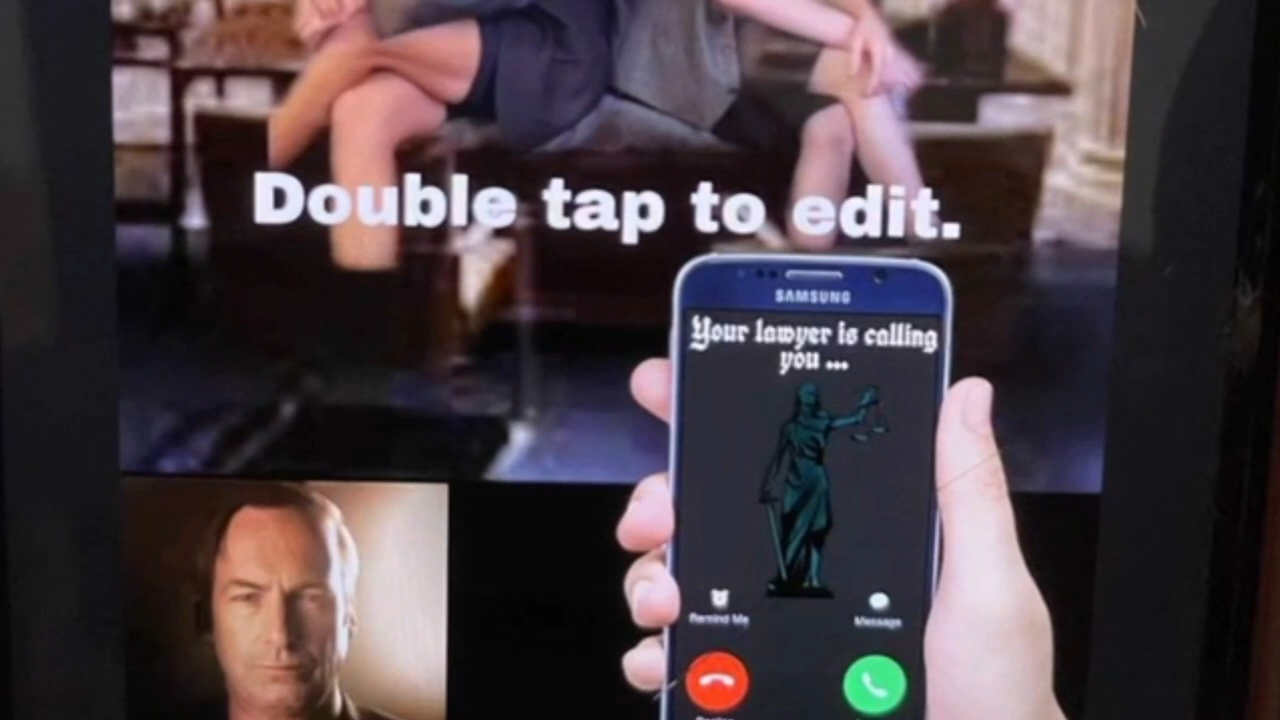 Double tap to edit.
SAMSUNG
Your lawyer is calling
you ...
Remind Me
Message